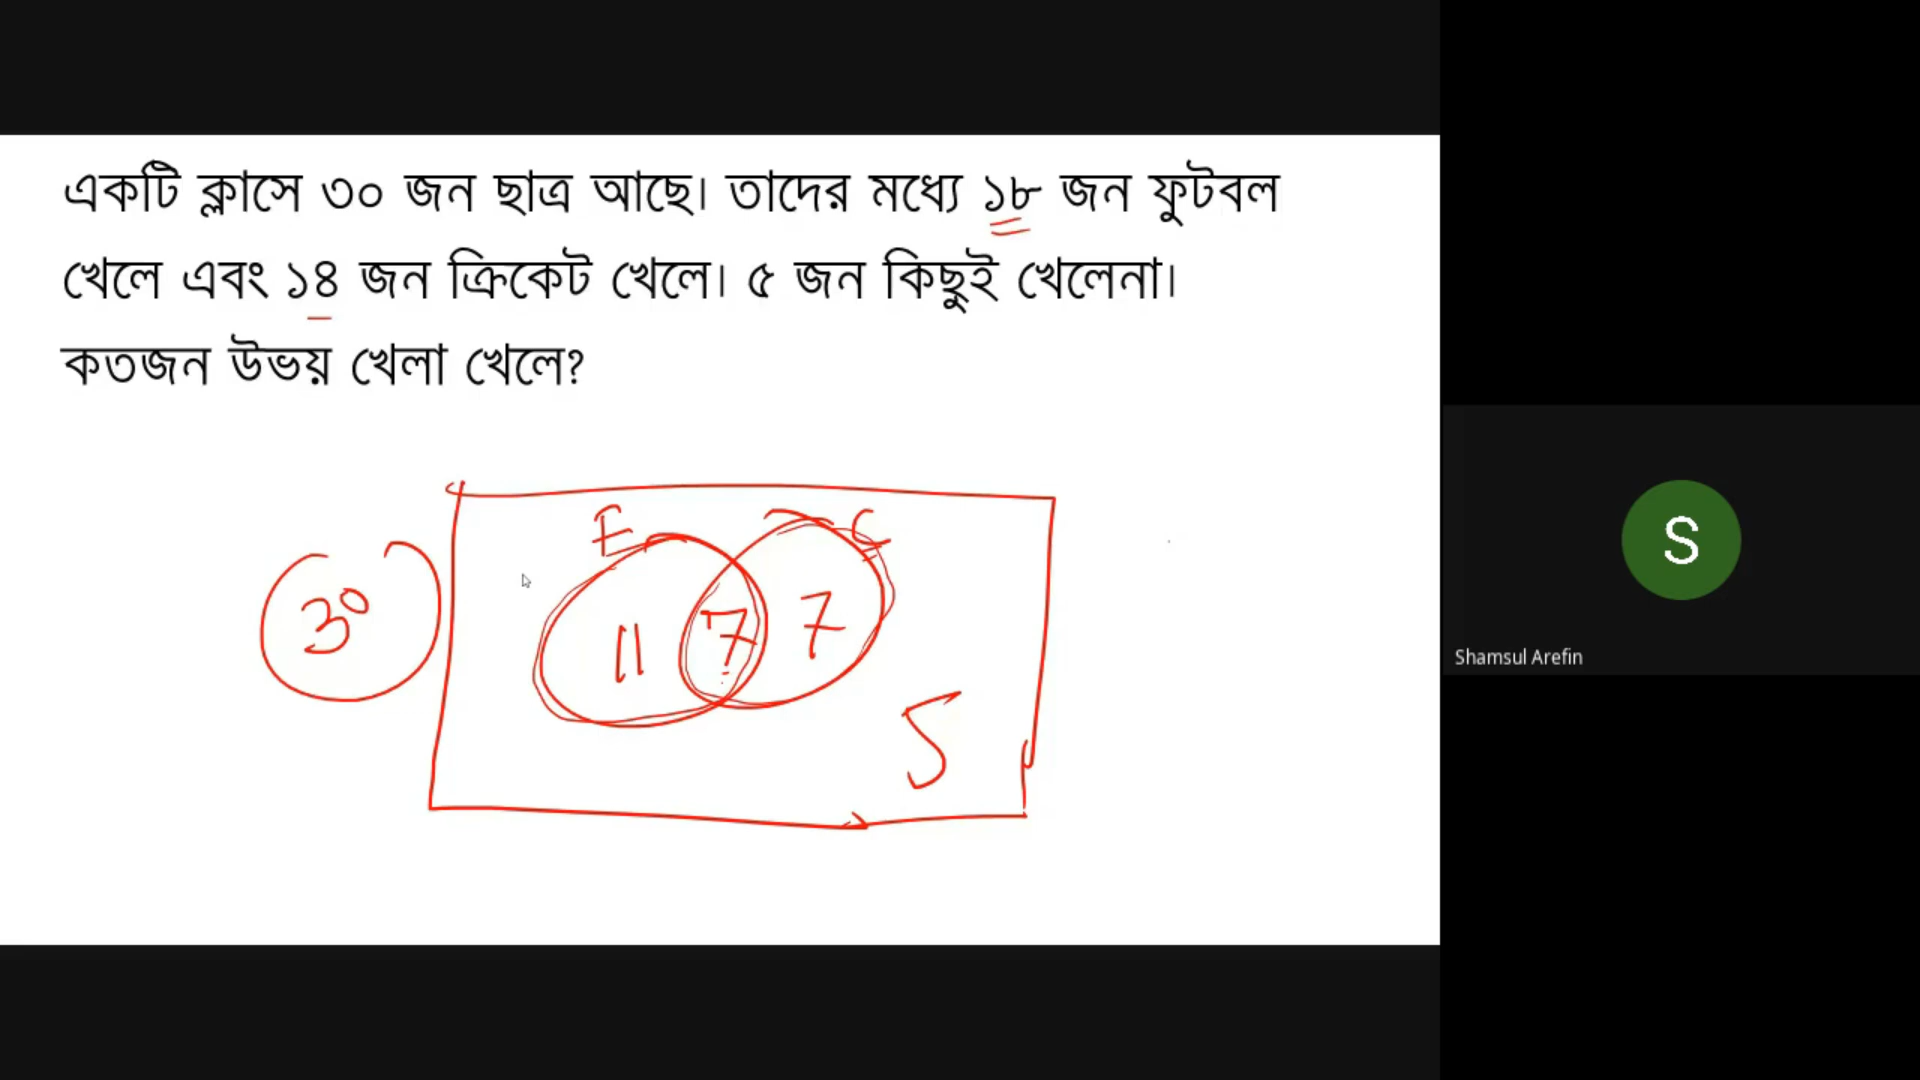 একটি ক্লাসে ৩০ জন ছাত্র আছে। তাদের মধ্যে ১৮ জন ফুটবল
খেলে এবং ১৪ জন ক্রিকেট খেলে। ৫ জন কিছুই খেলেনা।
কতজন উভয় খেলা খেলে?
F C
30 11 7 7
5
S
Shamsul Arefin